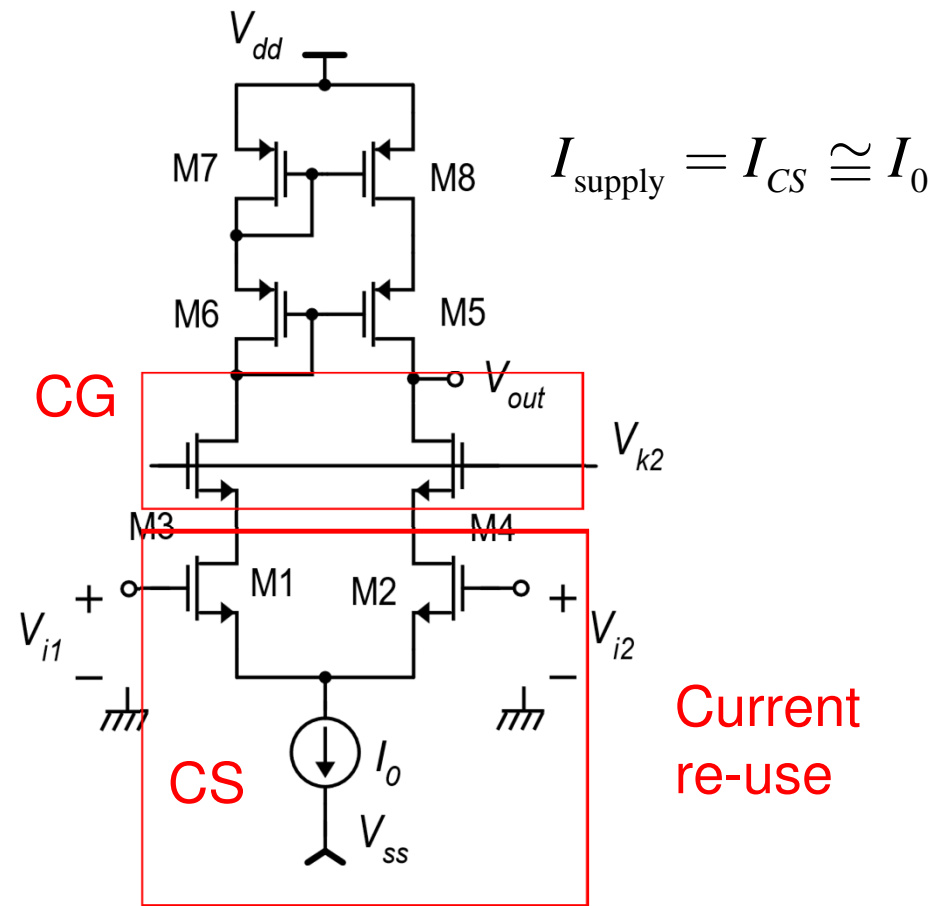 V_dd
M7
M8
I_supply = I_CS ≅ I_0
M6
M5
CG
V_out
V_k2
M3
M4
M1
M2
+
+
V_i1
V_i2
−
−
Current
re-use
CS
I_0
V_ss